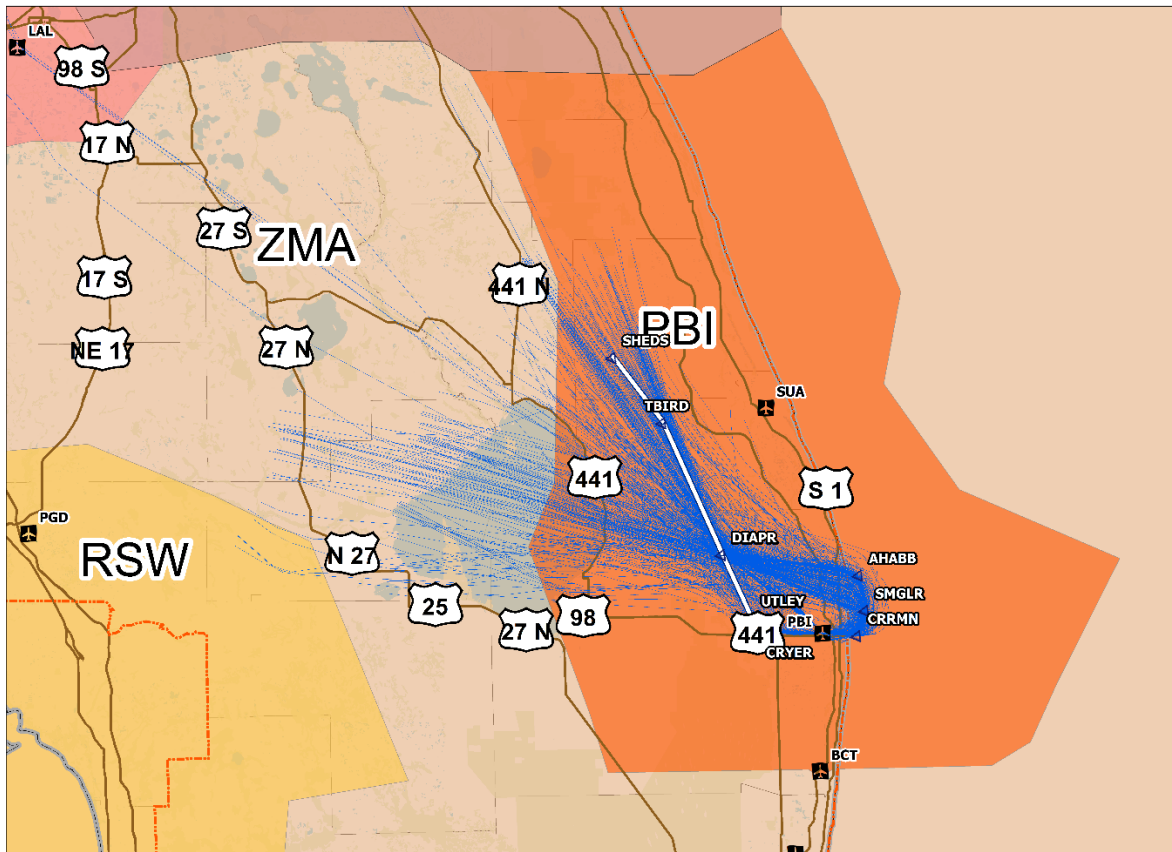 LAL
98 S
17 N
27 S
ZMA
17 S
441 N
NE 17
27 N
PBI
SHEDS
SUA
TBIRD
441
S 1
PGD
RSW
N 27
DIAPR
AHABB
25
27 N
98
UTLEY
SMGLR
PBI
CRRMN
441
CRYER
BCT